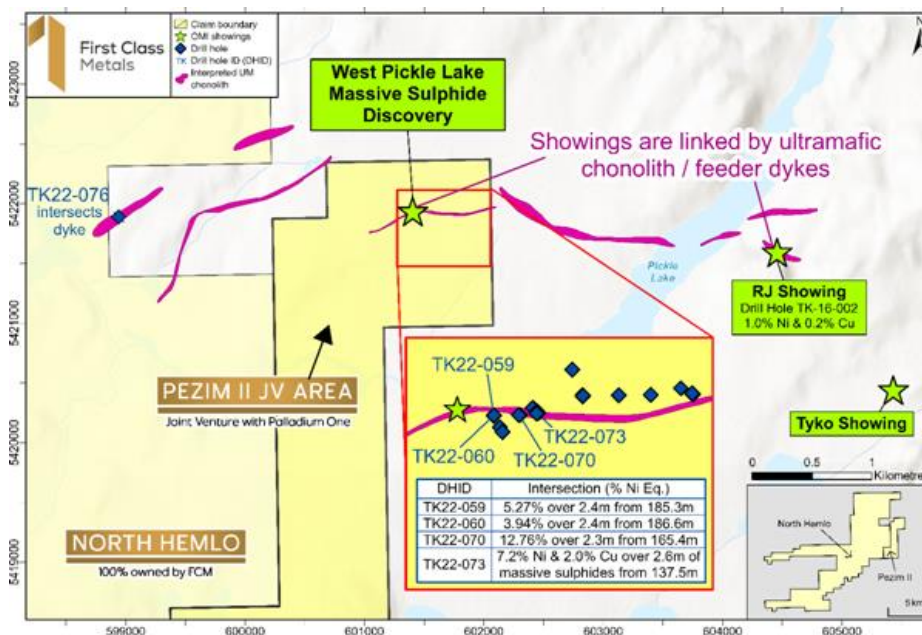 First Class
Metals
Claim boundary
OMI showings
Drill hole
TK Drill hole ID (DHID)
Interpreted UM
chonolith
West Pickle Lake
Massive Sulphide
Discovery
Showings are linked by ultramafic
chonolith / feeder dykes
TK22-076
intersects
dyke
Pickle
Lake
RJ Showing
Drill Hole TK-16-002
1.0% Ni & 0.2% Cu
PEZIM II JV AREA
Joint Venture with Palladium One
TK22-059
TK22-073
TK22-060
TK22-070
Tyko Showing
DHID Intersection (% Ni Eq.)
TK22-059 5.27% over 2.4m from 185.3m
TK22-060 3.94% over 2.4m from 186.6m
TK22-070 12.76% over 2.3m from 165.4m
TK22-073 7.2% Ni & 2.0% Cu over 2.6m of
massive sulphides from 137.5m
NORTH HEMLO
100% owned by FCM
0 0.5 1
Kilometre
North Hemlo
Pezim II
5km
5423000
5422000
5421000
5420000
5419000
599000 600000 601000 602000 603000 604000 605000